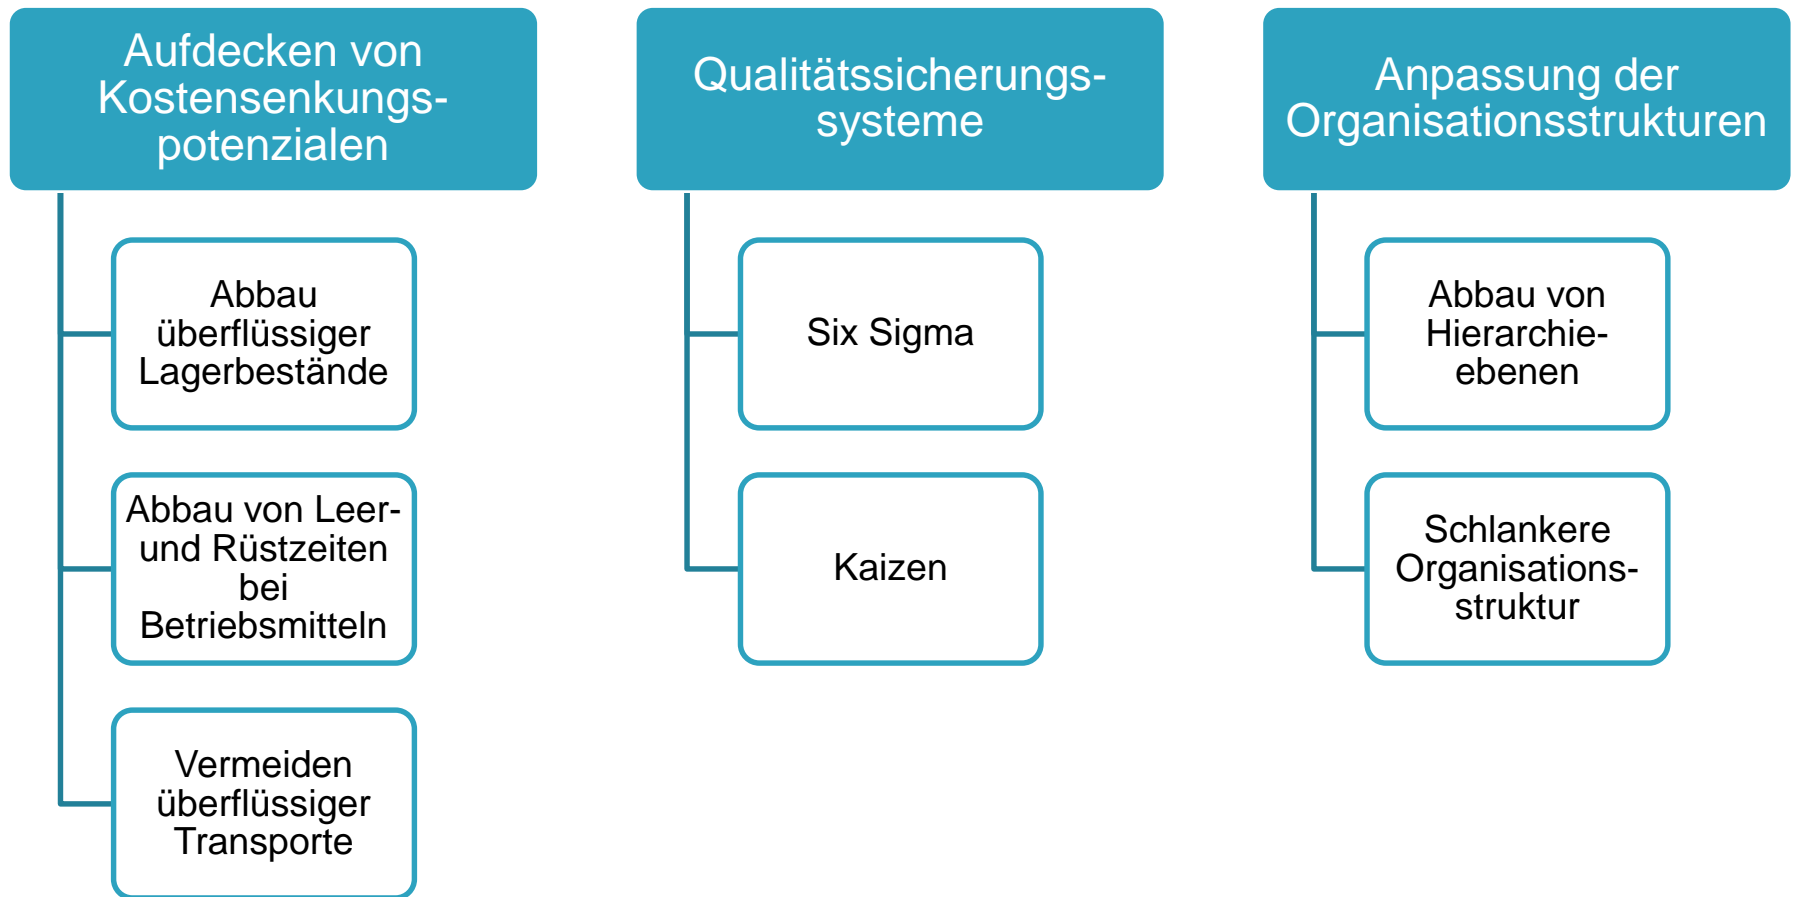 Aufdecken von
Kostensenkungs-
potenzialen
Abbau
überflüssiger
Lagerbestände
Abbau von Leer-
und Rüstzeiten
bei
Betriebsmitteln
Vermeiden
überflüssiger
Transporte
Qualitätssicherungs-
systeme
Six Sigma
Kaizen
Anpassung der
Organisationsstrukturen
Abbau von
Hierarchie-
ebenen
Schlankere
Organisations-
struktur